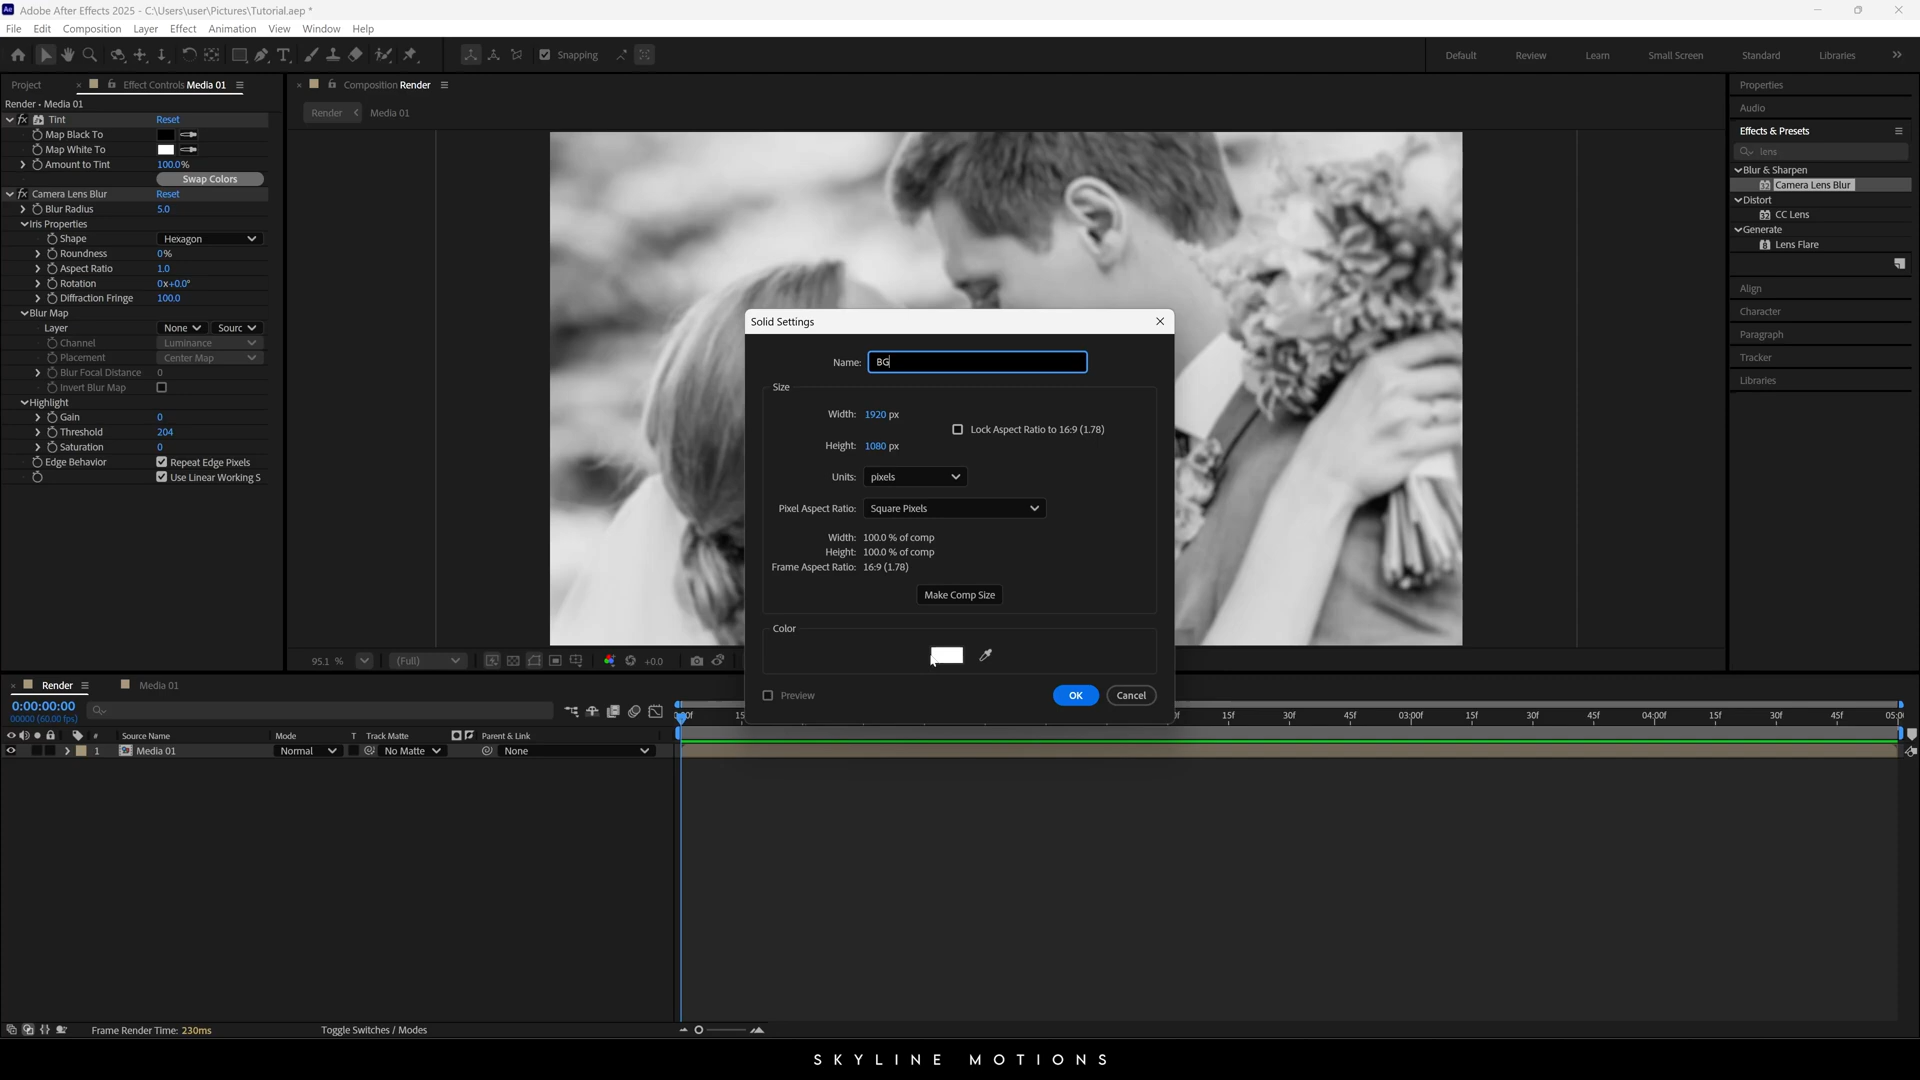 Adobe After Effects 2025 - C:\Users\user\Pictures\Tutorial.aep *
File Edit Composition Layer Effect Animation View Window Help
Snapping
Default Review Learn Small Screen Standard Libraries
Project
Effect Controls Media 01
Render • Media 01
fx Tint Reset
Map Black To
Map White To
Amount to Tint 100.0%
Swap Colors
fx Camera Lens Blur Reset
Blur Radius 5.0
Iris Properties
Shape Hexagon
Roundness 0%
Aspect Ratio 1.0
Rotation 0x+0.0°
Diffraction Fringe 100.0
Blur Map
Layer None Sourc
Channel Luminance
Placement Center Map
Blur Focal Distance 0
Invert Blur Map
Highlight
Gain 0
Threshold 204
Saturation 0
Edge Behavior Repeat Edge Pixels
Use Linear Working S
Composition Render
Render < Media 01
95.1 % (Full) +0.0
Solid Settings
Name: BG
Size
Width: 1920 px
Lock Aspect Ratio to 16:9 (1.78)
Height: 1080 px
Units: pixels
Pixel Aspect Ratio: Square Pixels
Width: 100.0 % of comp
Height: 100.0 % of comp
Frame Aspect Ratio: 16:9 (1.78)
Make Comp Size
Color
Preview
OK Cancel
Properties
Audio
Effects & Presets
lens
Blur & Sharpen
Camera Lens Blur
Distort
CC Lens
Generate
Lens Flare
Align
Character
Paragraph
Tracker
Libraries
Render Media 01
0:00:00:00
00000 (60.00 fps)
# Source Name Mode T Track Matte Parent & Link
1 Media 01 Normal No Matte None
15f 30f 45f 03:00f 15f 30f 45f 04:00f 15f 30f 45f
Frame Render Time: 230ms
Toggle Switches / Modes
SKYLINE MOTIONS